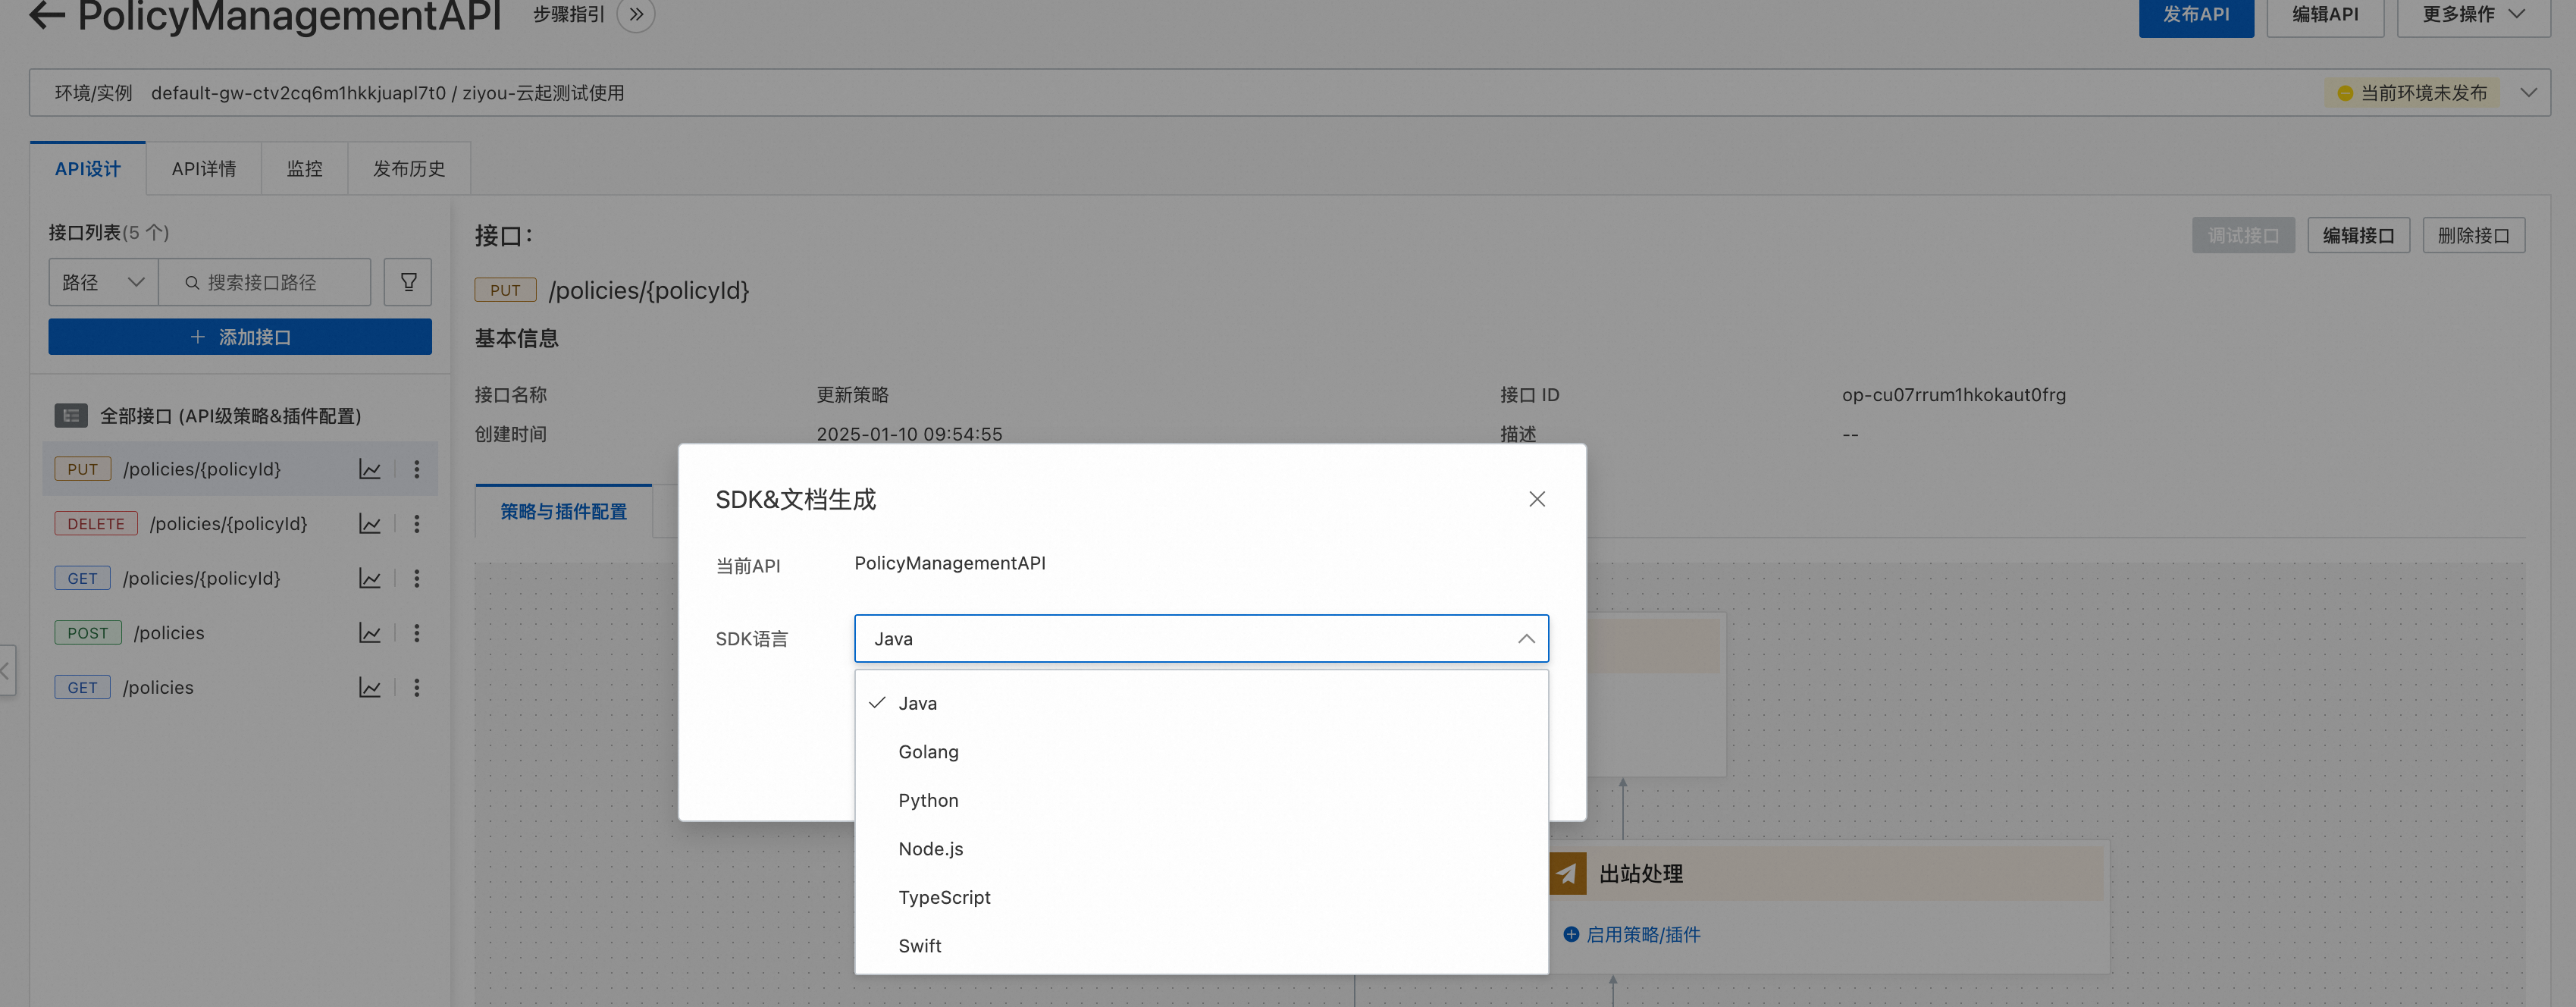 PolicyManagementAPI 步骤指引
发布API 编辑API 更多操作
环境/实例 default-gw-ctv2cq6m1hkkjuapl7t0 / ziyou-云起测试使用 当前环境未发布
API设计 API详情 监控 发布历史
接口列表(5 个)
路径 搜索接口路径
添加接口
全部接口 (API级策略&插件配置)
PUT /policies/{policyId}
DELETE /policies/{policyId}
GET /policies/{policyId}
POST /policies
GET /policies
接口:
调试接口 编辑接口 删除接口
PUT /policies/{policyId}
基本信息
接口名称 更新策略 接口 ID op-cu07rrum1hkokaut0frg
创建时间 2025-01-10 09:54:55 描述 --
策略与插件配置
SDK&文档生成
当前API PolicyManagementAPI
SDK语言 Java
Java
Golang
Python
Node.js
TypeScript
Swift
出站处理
启用策略/插件